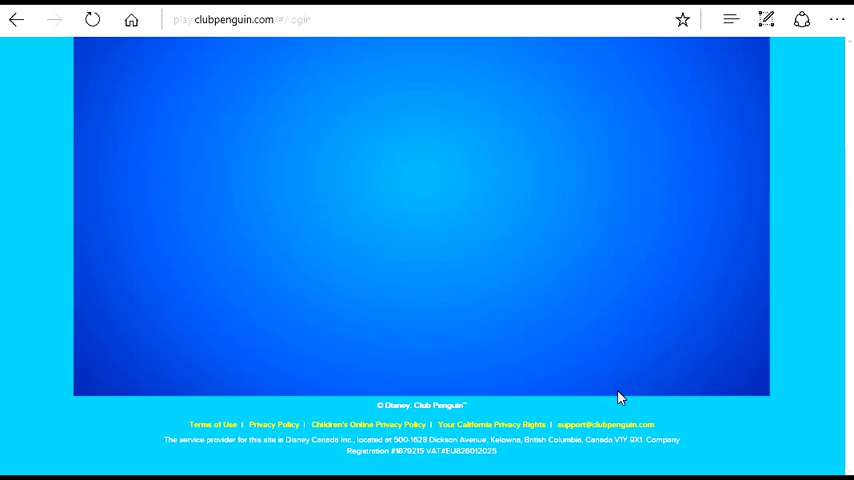 play.clubpenguin.com/#/login
© Disney. Club Penguin™
Terms of Use | Privacy Policy | Children's Online Privacy Policy | Your California Privacy Rights | support@clubpenguin.com
The service provider for this site is Disney Canada Inc., located at 500-1628 Dickson Avenue, Kelowna, British Columbia, Canada V1Y 9X1. Company
Registration #1879215 VAT#EU826012025